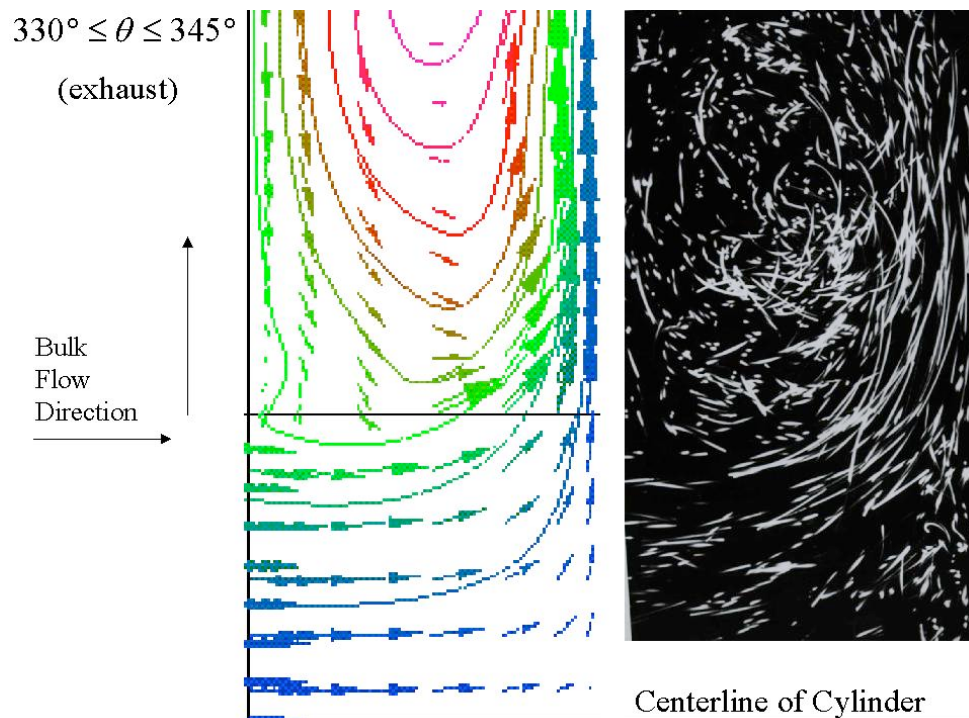 330° ≤ θ ≤ 345°
(exhaust)
Bulk
Flow
Direction
Centerline of Cylinder